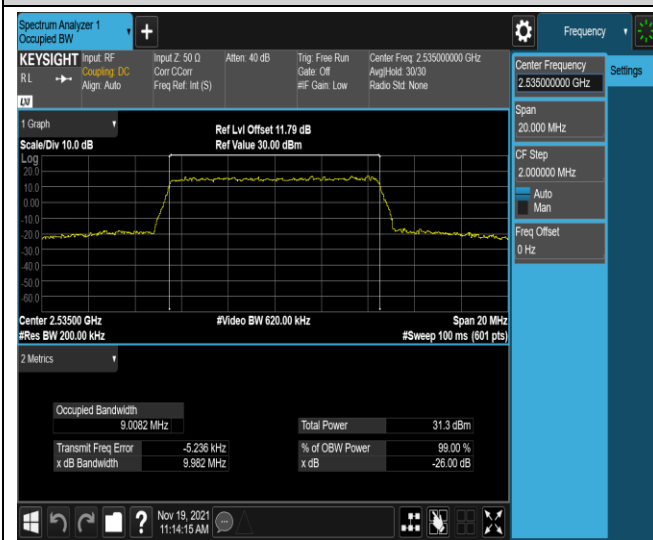 Spectrum Analyzer 1
Occupied BW
+
Frequency
KEYSIGHT
Input: RF
Coupling: DC
Align: Auto
Input Z: 50 Ω
Corr CCorr
Freq Ref: Int (S)
Atten: 40 dB
Trig: Free Run
Gate: Off
#IF Gain: Low
Center Freq: 2.535000000 GHz
Avg|Hold: 30/30
Radio Std: None
RL
LXI
Center Frequency
2.535000000 GHz
Settings
Span
20.000 MHz
CF Step
2.000000 MHz
Auto
Man
Freq Offset
0 Hz
1 Graph
Scale/Div 10.0 dB
Ref Lvl Offset 11.79 dB
Ref Value 30.00 dBm
Log
20.0
10.0
0.00
-10.0
-20.0
-30.0
-40.0
-50.0
-60.0
Center 2.53500 GHz
#Video BW 620.00 kHz
Span 20 MHz
#Res BW 200.00 kHz
#Sweep 100 ms (601 pts)
2 Metrics
Occupied Bandwidth
9.0082 MHz
Total Power 31.3 dBm
Transmit Freq Error -5.236 kHz
% of OBW Power 99.00 %
x dB Bandwidth 9.982 MHz
x dB -26.00 dB
?
Nov 19, 2021
11:14:15 AM